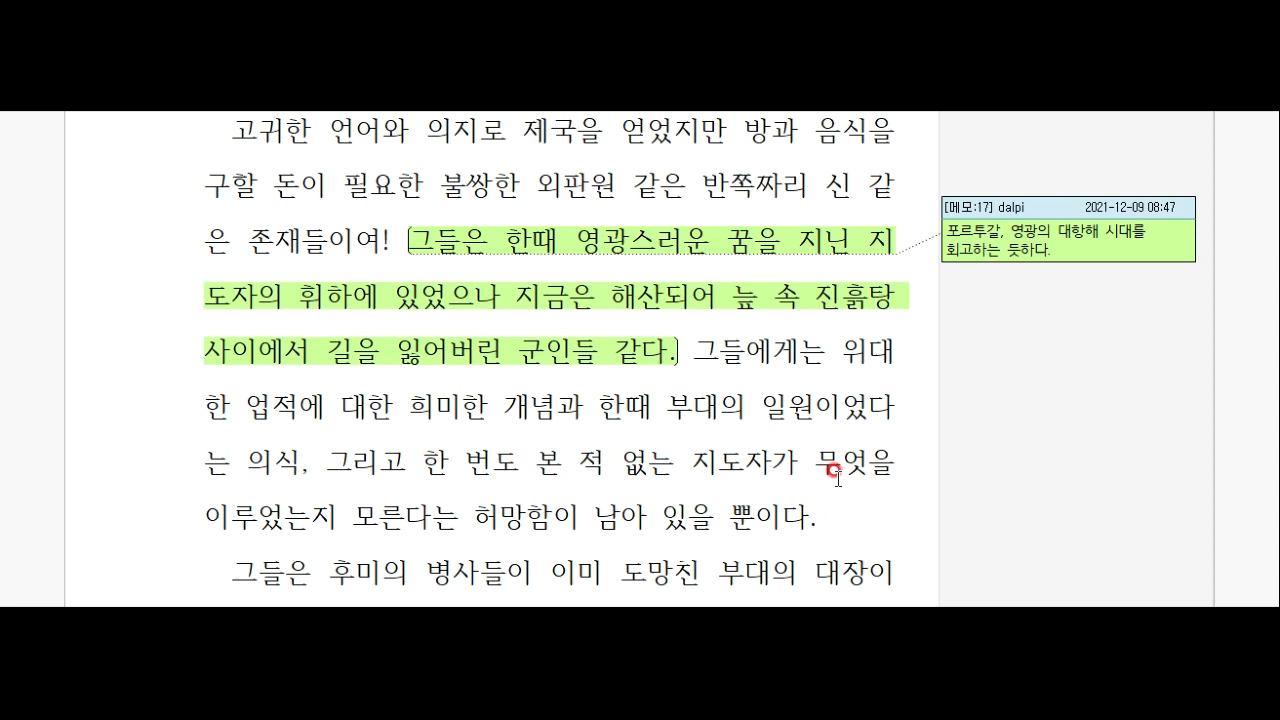 고귀한 언어와 의지로 제국을 얻었지만 방과 음식을
구할 돈이 필요한 불쌍한 외판원 같은 반쪽짜리 신 같
은 존재들이여! 그들은 한때 영광스러운 꿈을 지닌 지
도자의 휘하에 있었으나 지금은 해산되어 늪 속 진흙탕
사이에서 길을 잃어버린 군인들 같다. 그들에게는 위대
한 업적에 대한 희미한 개념과 한때 부대의 일원이었다
는 의식, 그리고 한 번도 본 적 없는 지도자가 무엇을
이루었는지 모른다는 허망함이 남아 있을 뿐이다.
그들은 후미의 병사들이 이미 도망친 부대의 대장이
[메모:17] dalpi 2021-12-09 08:47
포르투갈, 영광의 대항해 시대를
회고하는 듯하다.